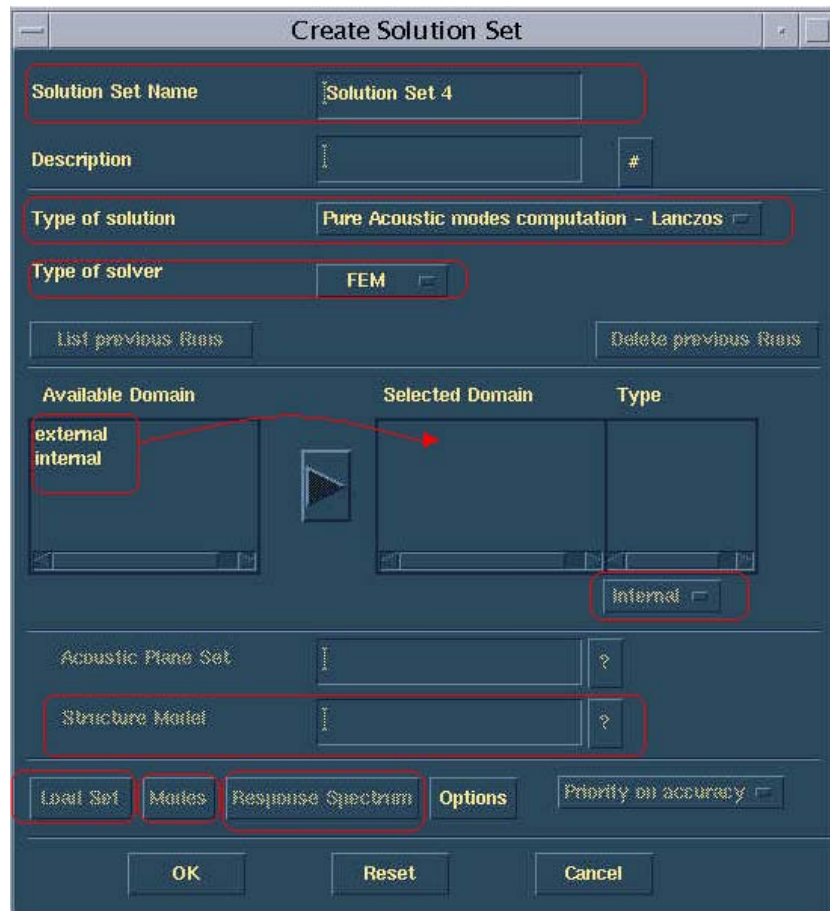 Create Solution Set
Solution Set Name Solution Set 4
Description #
Type of solution Pure Acoustic modes computation - Lanczos
Type of solver FEM
List previous Runs Delete previous Runs
Available Domain Selected Domain Type
external
internal
Internal
Acoustic Plane Set ?
Structure Model ?
Load Set Modes Response Spectrum Options Priority on accuracy
OK Reset Cancel